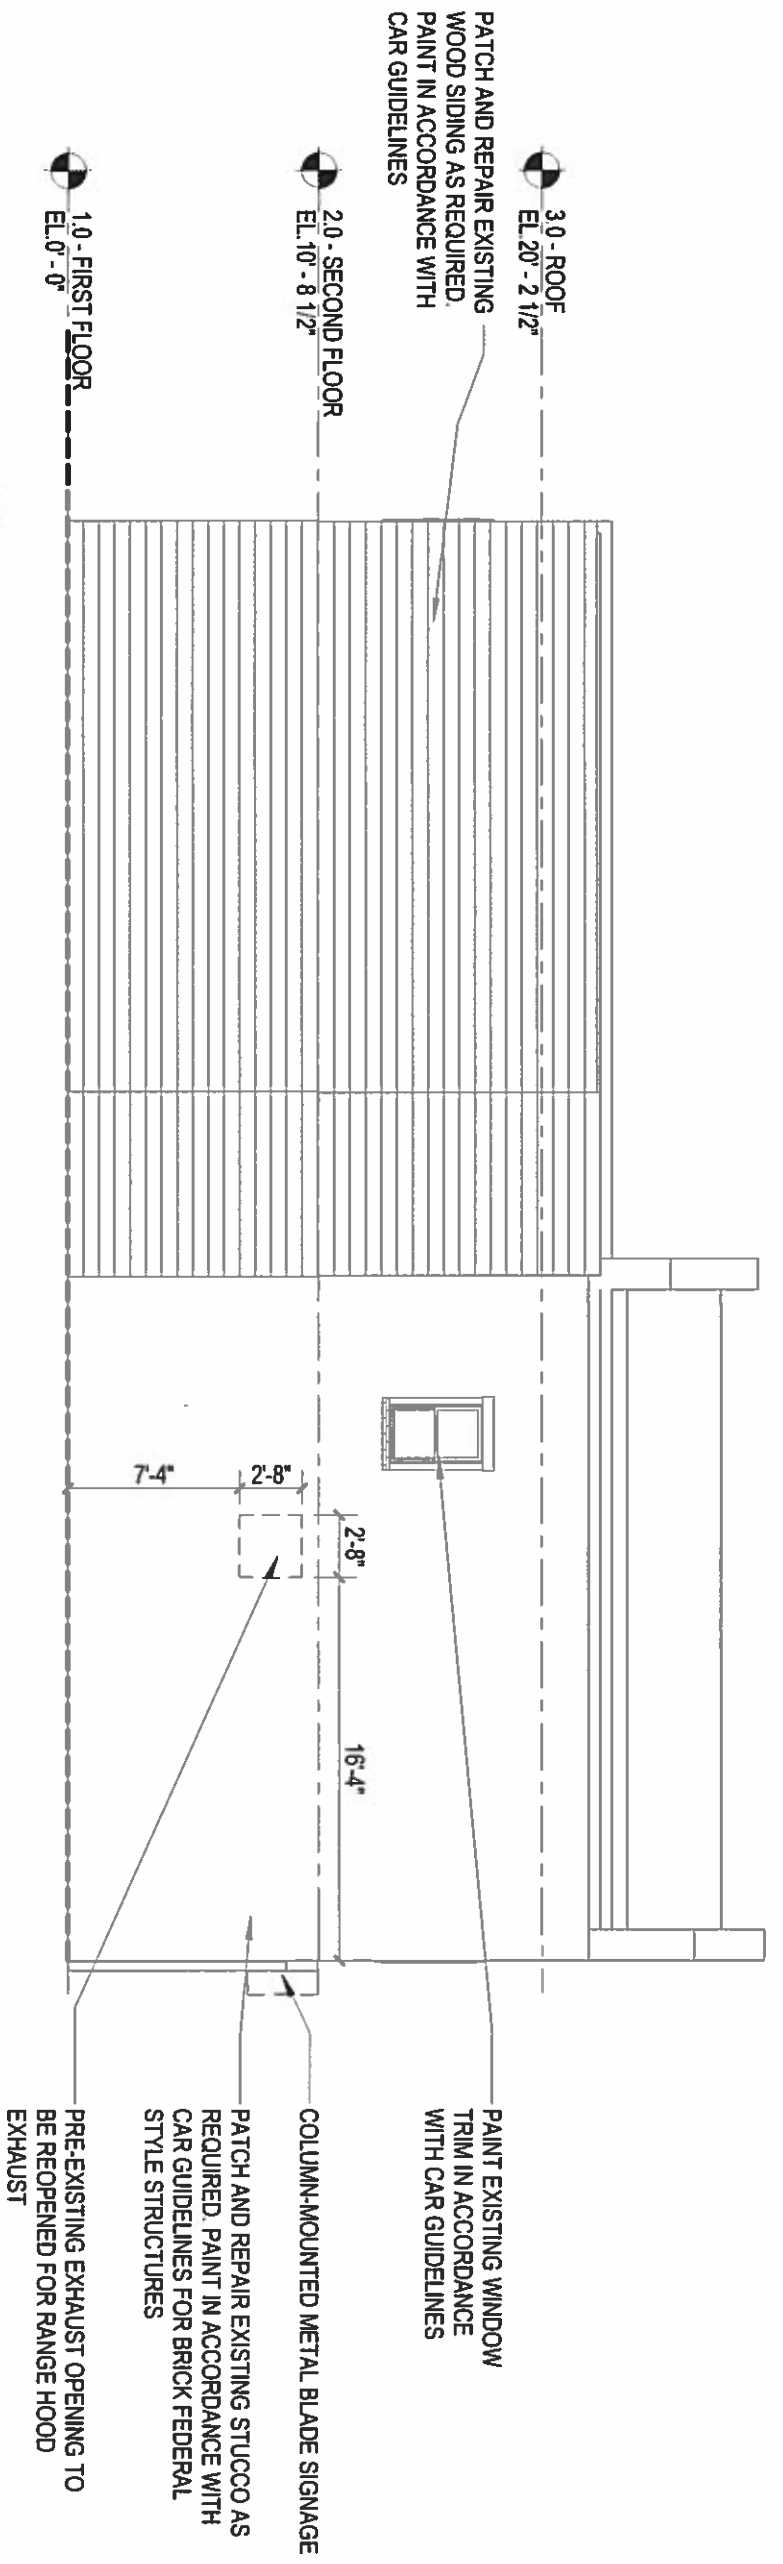 PATCH AND REPAIR EXISTING
WOOD SIDING AS REQUIRED.
PAINT IN ACCORDANCE WITH
CAR GUIDELINES
3.0 - ROOF
EL.20' - 2 1/2"
2.0 - SECOND FLOOR
EL.10' - 8 1/2"
1.0 - FIRST FLOOR
EL.0' - 0"
7'-4"
2'-8"
2'-8"
16'-4"
PAINT EXISTING WINDOW
TRIM IN ACCORDANCE
WITH CAR GUIDELINES
COLUMN-MOUNTED METAL BLADE SIGNAGE
PATCH AND REPAIR EXISTING STUCCO AS
REQUIRED. PAINT IN ACCORDANCE WITH
CAR GUIDELINES FOR BRICK FEDERAL
STYLE STRUCTURES
PRE-EXISTING EXHAUST OPENING TO
BE REOPENED FOR RANGE HOOD
EXHAUST